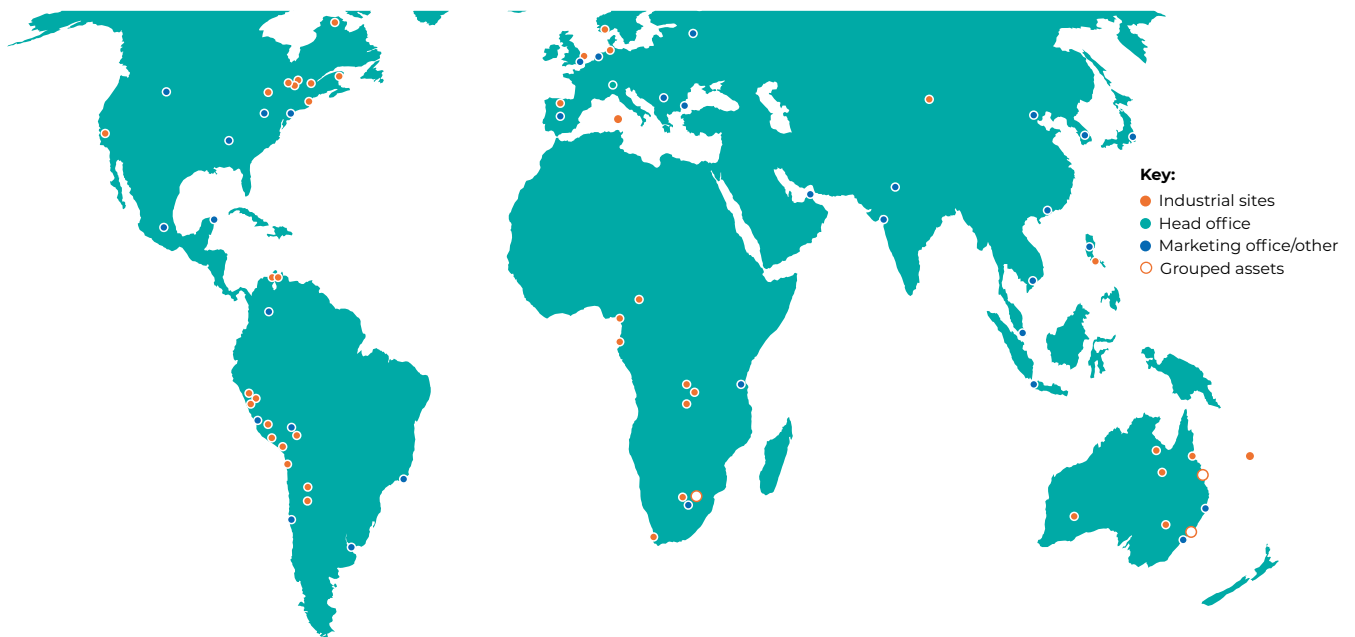 Key:
Industrial sites
Head office
Marketing office/other
Grouped assets